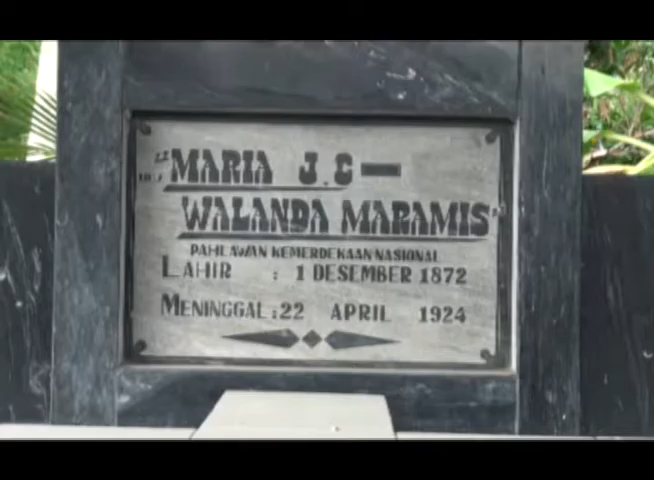 MARIA J.C
WALANDA MARAMIS
PAHLAWAN KEMERDEKAAN NASIONAL
LAHIR : 1 DESEMBER 1872
MENINGGAL : 22 APRIL 1924